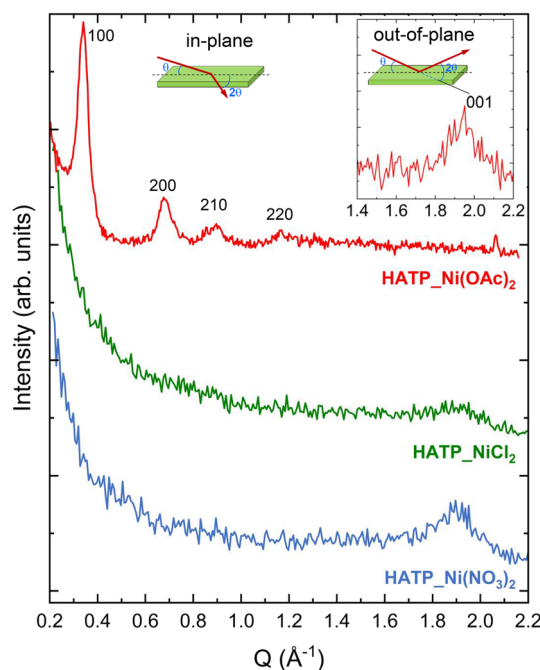 100
in-plane
θ
2θ
out-of-plane
θ
2θ
001
1.4 1.6 1.8 2.0 2.2
200
210
220
HATP_Ni(OAc)₂
HATP_NiCl₂
HATP_Ni(NO₃)₂
Intensity (arb. units)
0.2 0.4 0.6 0.8 1.0 1.2 1.4 1.6 1.8 2.0 2.2
Q (Å⁻¹)